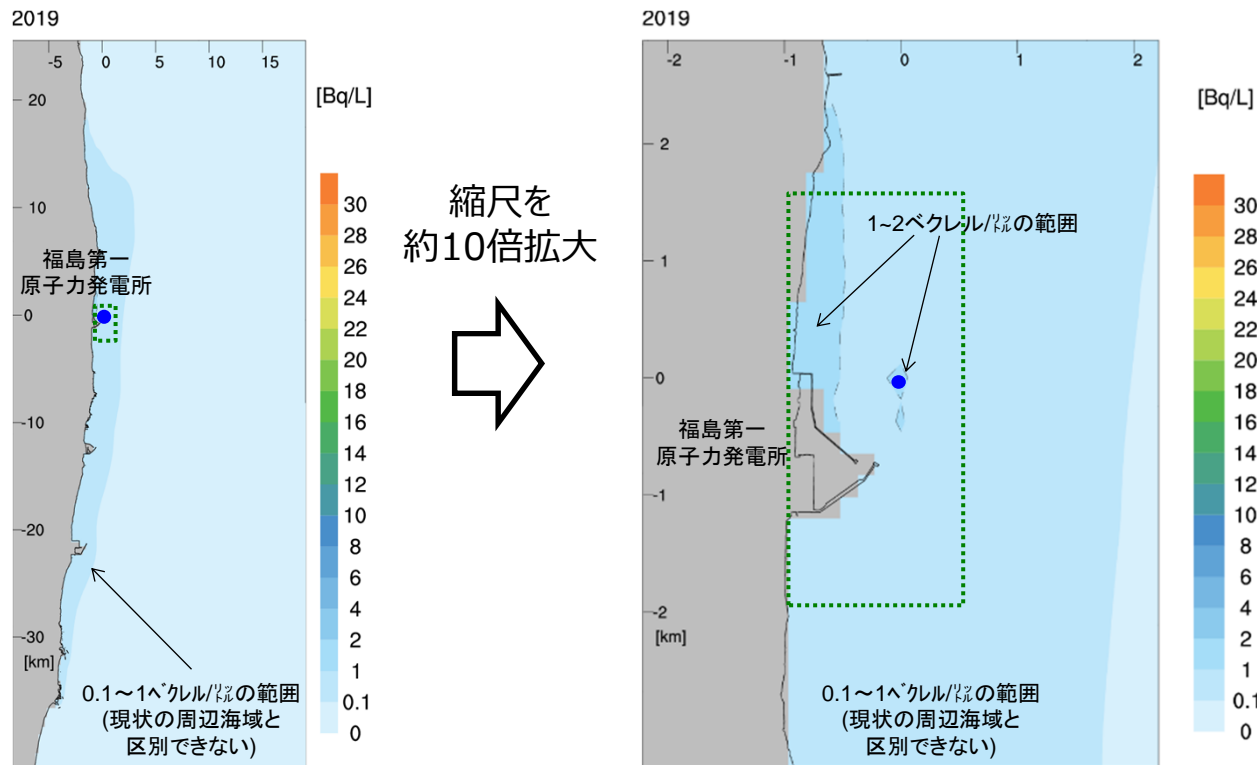 2019
-5 0 5 10 15
20
10
0
-10
-20
-30
[km]
福島第一
原子力発電所
0.1～1ベクレル/㍑の範囲
(現状の周辺海域と
区別できない)
[Bq/L]
30
28
26
24
22
20
18
16
14
12
10
8
6
4
2
1
0.1
0
縮尺を
約10倍拡大
2019
-2 -1 0 1 2
2
1
0
-1
-2
[km]
1~2ベクレル/㍑の範囲
福島第一
原子力発電所
0.1～1ベクレル/㍑の範囲
(現状の周辺海域と
区別できない)
[Bq/L]
30
28
26
24
22
20
18
16
14
12
10
8
6
4
2
1
0.1
0